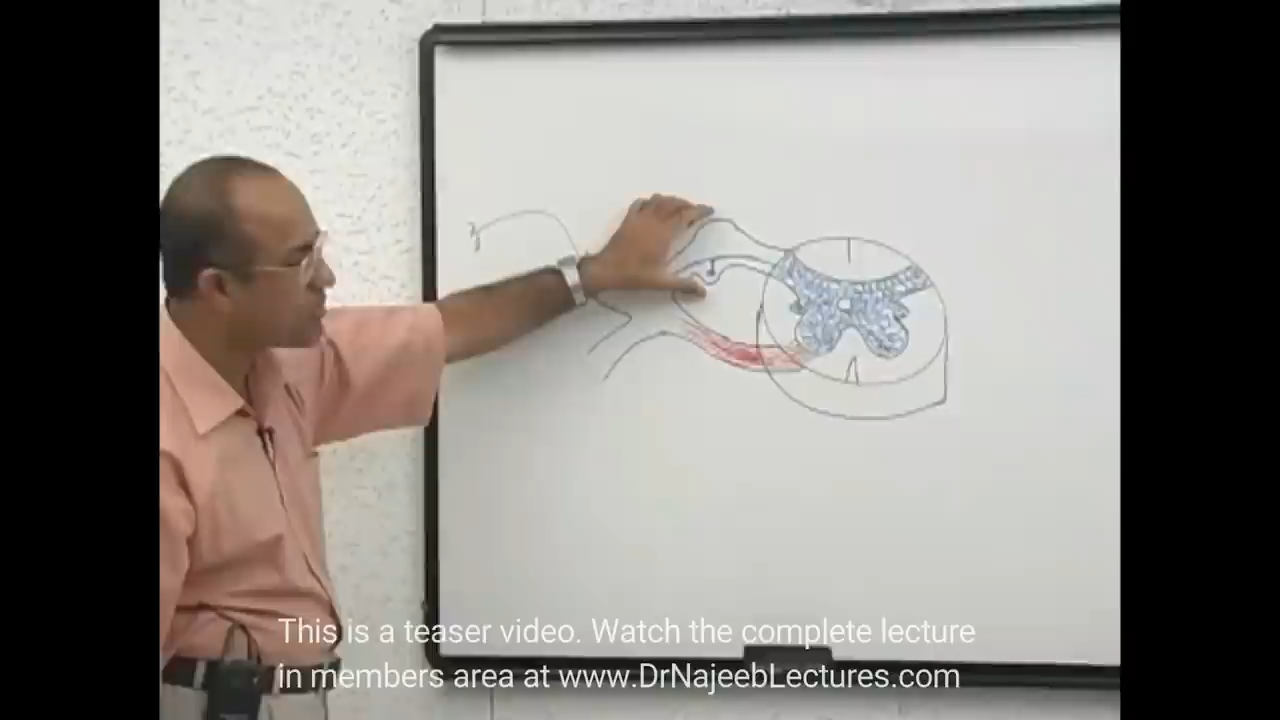 This is a teaser video. Watch the complete lecture
in members area at www.DrNajeebLectures.com